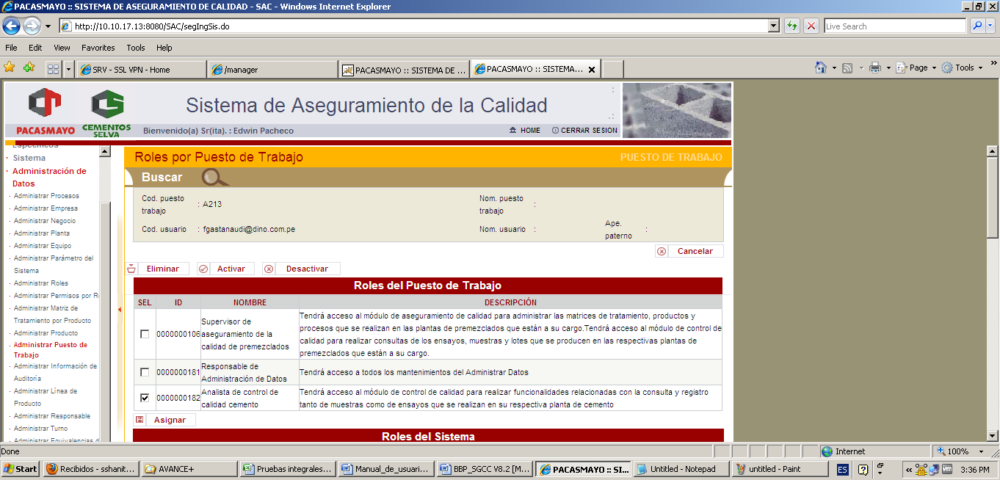 PACASMAYO :: SISTEMA DE ASEGURAMIENTO DE CALIDAD - SAC - Windows Internet Explorer
http://10.10.17.13:8080/SAC/segIngSis.do
Live Search
File Edit View Favorites Tools Help
SRV - SSL VPN - Home
/manager
PACASMAYO :: SISTEMA DE ...
PACASMAYO :: SISTEMA...
Page
Tools
PACASMAYO
CEMENTOS
SELVA
Sistema de Aseguramiento de la Calidad
Bienvenido(a) Sr(ita). : Edwin Pacheco
HOME
CERRAR SESION
Específicos
Sistema
Administración de
Datos
Administrar Procesos
Administrar Empresa
Administrar Negocio
Administrar Planta
Administrar Equipo
Administrar Parámetro del
Sistema
Administrar Roles
Administrar Permisos por R
Administrar Matriz de
Tratamiento por Producto
Administrar Producto
Administrar Puesto de
Trabajo
Administrar Información de
Auditoría
Administrar Línea de
Producto
Administrar Responsable
Administrar Turno
Administrar Equivalencias d
Roles por Puesto de Trabajo
PUESTO DE TRABAJO
Buscar
Cod. puesto
trabajo
: A213
Nom. puesto
trabajo
:
Cod. usuario : fgastanaudi@dino.com.pe
Nom. usuario :
Ape.
paterno
:
Cancelar
Eliminar
Activar
Desactivar
Roles del Puesto de Trabajo
SEL ID NOMBRE DESCRIPCIÓN
0000000106
Supervisor de
aseguramiento de la
calidad de premezclados
Tendrá acceso al módulo de aseguramiento de calidad para administrar las matrices de tratamiento, productos y
procesos que se realizan en las plantas de premezclados que están a su cargo.Tendrá acceso al módulo de control de
calidad para realizar consultas de los ensayos, muestras y lotes que se producen en las respectivas plantas de
premezclados que están a su cargo.
0000000181
Responsable de
Administración de Datos
Tendrá acceso a todos los mantenimientos del Administrar Datos
0000000182
Analista de control de
calidad cemento
Tendrá acceso al módulo de control de calidad para realizar funcionalidades relacionadas con la consulta y registro
tanto de muestras como de ensayos que se realizan en su respectiva planta de cemento
Asignar
Roles del Sistema
Done
Internet
100%
Start
Recibidos - sshanit...
AVANCE+
Pruebas integrales...
Manual_de_usuari...
BBP_SGCC V8.2 [M...
PACASMAYO :: SI...
Untitled - Notepad
untitled - Paint
ES
3:36 PM